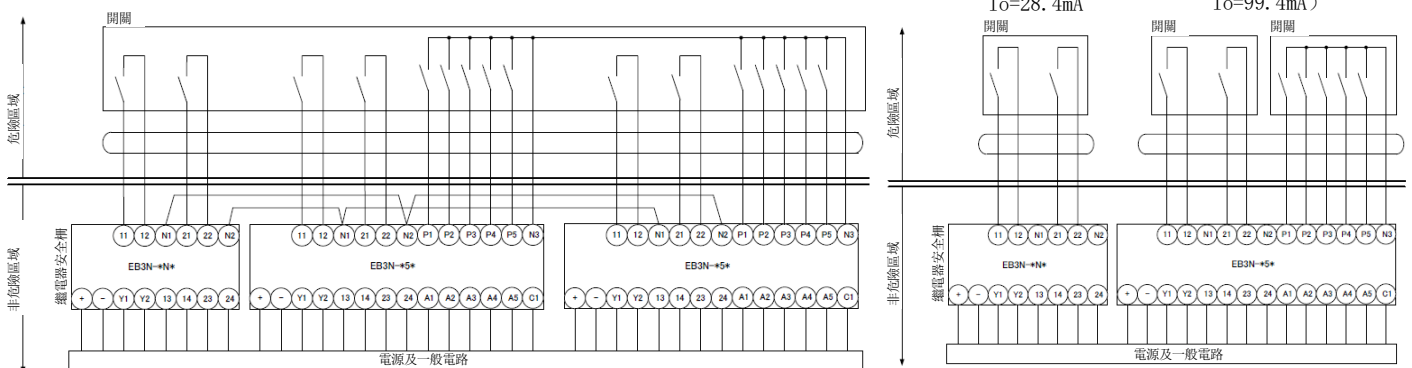 Io=28.4mA
Io=99.4mA)
開關
開關
開關
開關
危險區域
危險區域
非危險區域
非危險區域
繼電器安全柵
11 12 N1 21 22 N2
EB3N-*N*
+ - Y1 Y2 13 14 23 24
11 12 N1 21 22 N2 P1 P2 P3 P4 P5 N3
EB3N-*5*
+ - Y1 Y2 13 14 23 24 A1 A2 A3 A4 A5 C1
11 12 N1 21 22 N2 P1 P2 P3 P4 P5 N3
EB3N-*5*
+ - Y1 Y2 13 14 23 24 A1 A2 A3 A4 A5 C1
電源及一般電路
繼電器安全柵
11 12 N1 21 22 N2
EB3N-*N*
+ - Y1 Y2 13 14 23 24
11 12 N1 21 22 N2 P1 P2 P3 P4 P5 N3
EB3N-*5*
+ - Y1 Y2 13 14 23 24 A1 A2 A3 A4 A5 C1
電源及一般電路